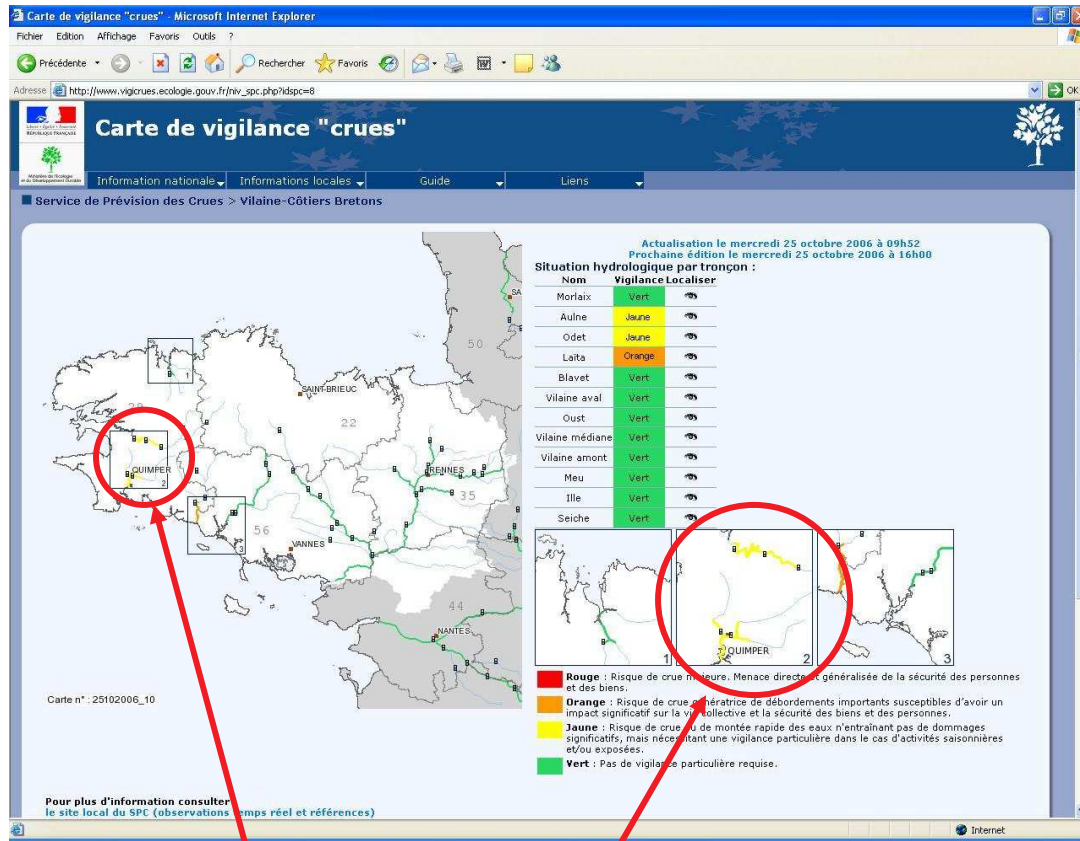 Carte de vigilance "crues" - Microsoft Internet Explorer
Fichier Edition Affichage Favoris Outils ?
Précédente Rechercher Favoris
Adresse http://www.vigicrues.ecologie.gouv.fr/niv_spc.php?idspc=8 OK
RÉPUBLIQUE FRANÇAISE
Carte de vigilance "crues"
Information nationale Informations locales Guide Liens
Service de Prévision des Crues > Vilaine-Côtiers Bretons
Actualisation le mercredi 25 octobre 2006 à 09h52
Prochaine édition le mercredi 25 octobre 2006 à 16h00
Situation hydrologique par tronçon :
Nom Vigilance Localiser
Morlaix Vert
Aulne Jaune
Odet Jaune
Laïta Orange
Blavet Vert
Vilaine aval Vert
Oust Vert
Vilaine médiane Vert
Vilaine amont Vert
Meu Vert
Ille Vert
Seiche Vert
SA
50
1
SAINT-BRIEUC
29
22
QUIMPER
2
RENNES
35
56
3
VANNES
44
NANTES
1
QUIMPER
2
3
Carte n° : 25102006_10
Rouge : Risque de crue majeure. Menace directe et généralisée de la sécurité des personnes
et des biens.
Orange : Risque de crue génératrice de débordements importants susceptibles d'avoir un
impact significatif sur la vie collective et la sécurité des biens et des personnes.
Jaune : Risque de crue ou de montée rapide des eaux n'entraînant pas de dommages
significatifs, mais nécessitant une vigilance particulière dans le cas d'activités saisonnières
et/ou exposées.
Vert : Pas de vigilance particulière requise.
Pour plus d'information consulter
le site local du SPC (observations temps réel et références)
Internet